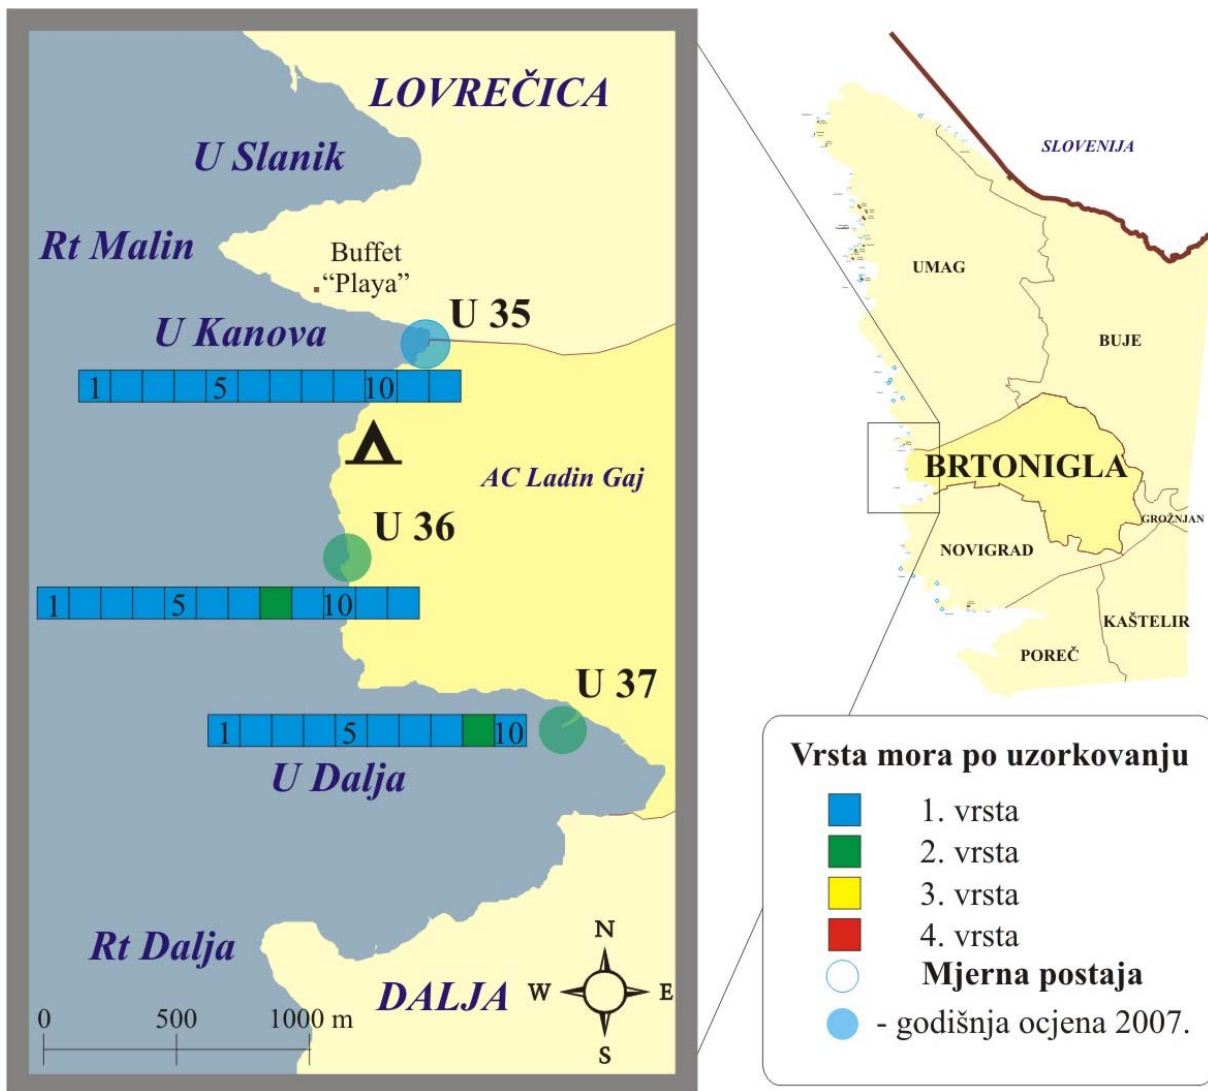 LOVREČICA
U Slanik
Rt Malin
Buffet
“Playa”
U 35
U Kanova
1 5 10
AC Ladin Gaj
U 36
1 5 10
U 37
1 5 10
U Dalja
Rt Dalja
DALJA
N
W E
S
0 500 1000 m
SLOVENIJA
UMAG
BUJE
BRTONIGLA
GROŽNJAN
NOVIGRAD
KAŠTELIR
POREČ
Vrsta mora po uzorkovanju
1. vrsta
2. vrsta
3. vrsta
4. vrsta
Mjerna postaja
- godišnja ocjena 2007.